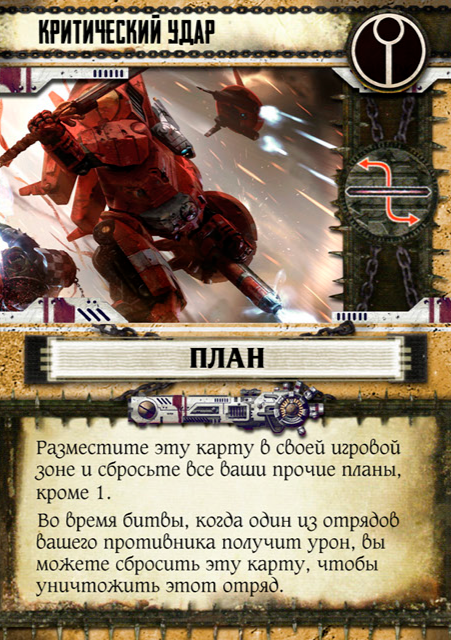 КРИТИЧЕСКИЙ УДАР
ПЛАН
Разместите эту карту в своей игровой
зоне и сбросьте все ваши прочие планы,
кроме 1.
Во время битвы, когда один из отрядов
вашего противника получит урон, вы
можете сбросить эту карту, чтобы
уничтожить этот отряд.